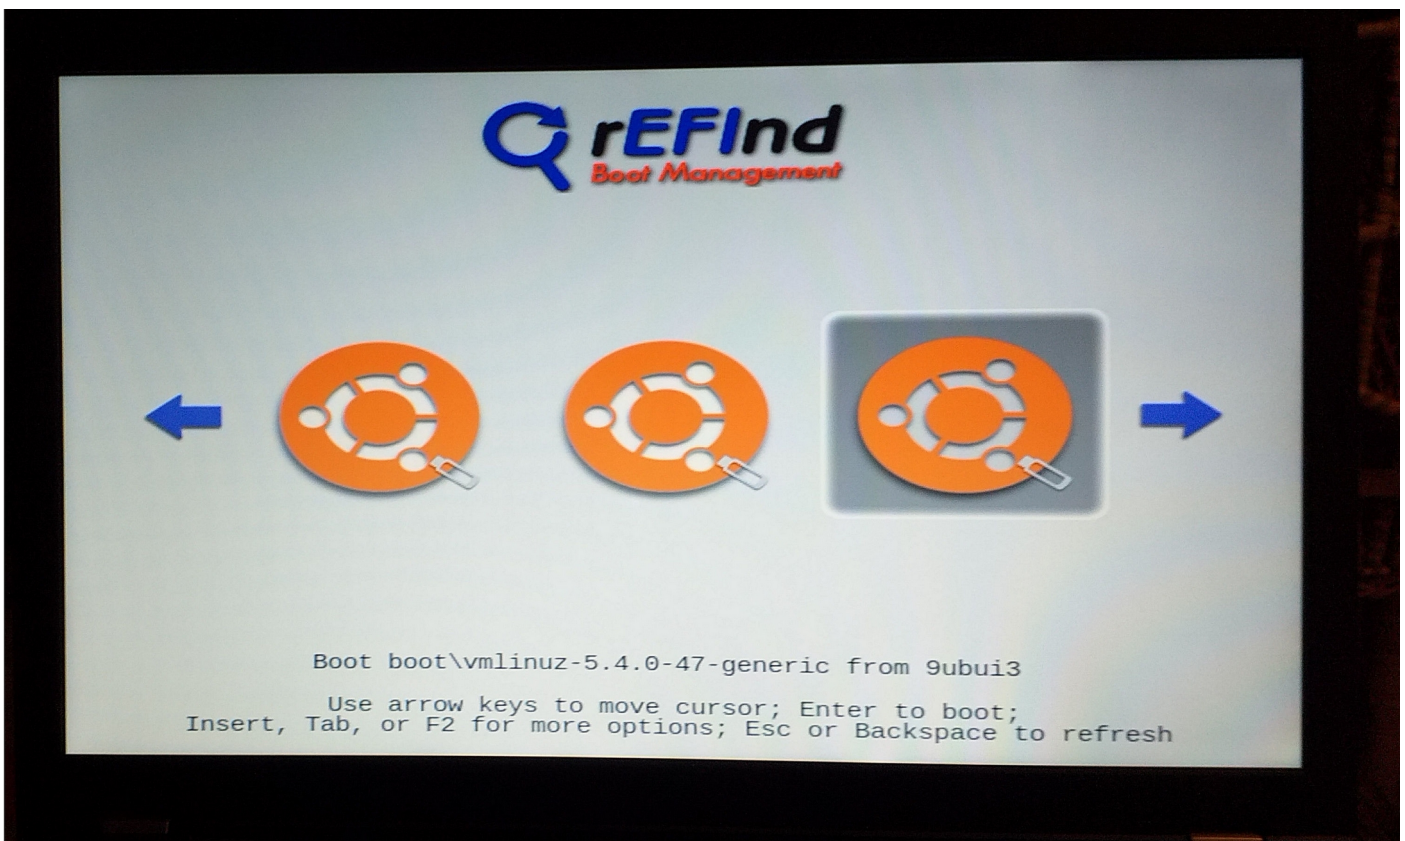 rEFInd
Boot Management
Boot boot\vmlinuz-5.4.0-47-generic from 9ubui3
Use arrow keys to move cursor; Enter to boot;
Insert, Tab, or F2 for more options; Esc or Backspace to refresh